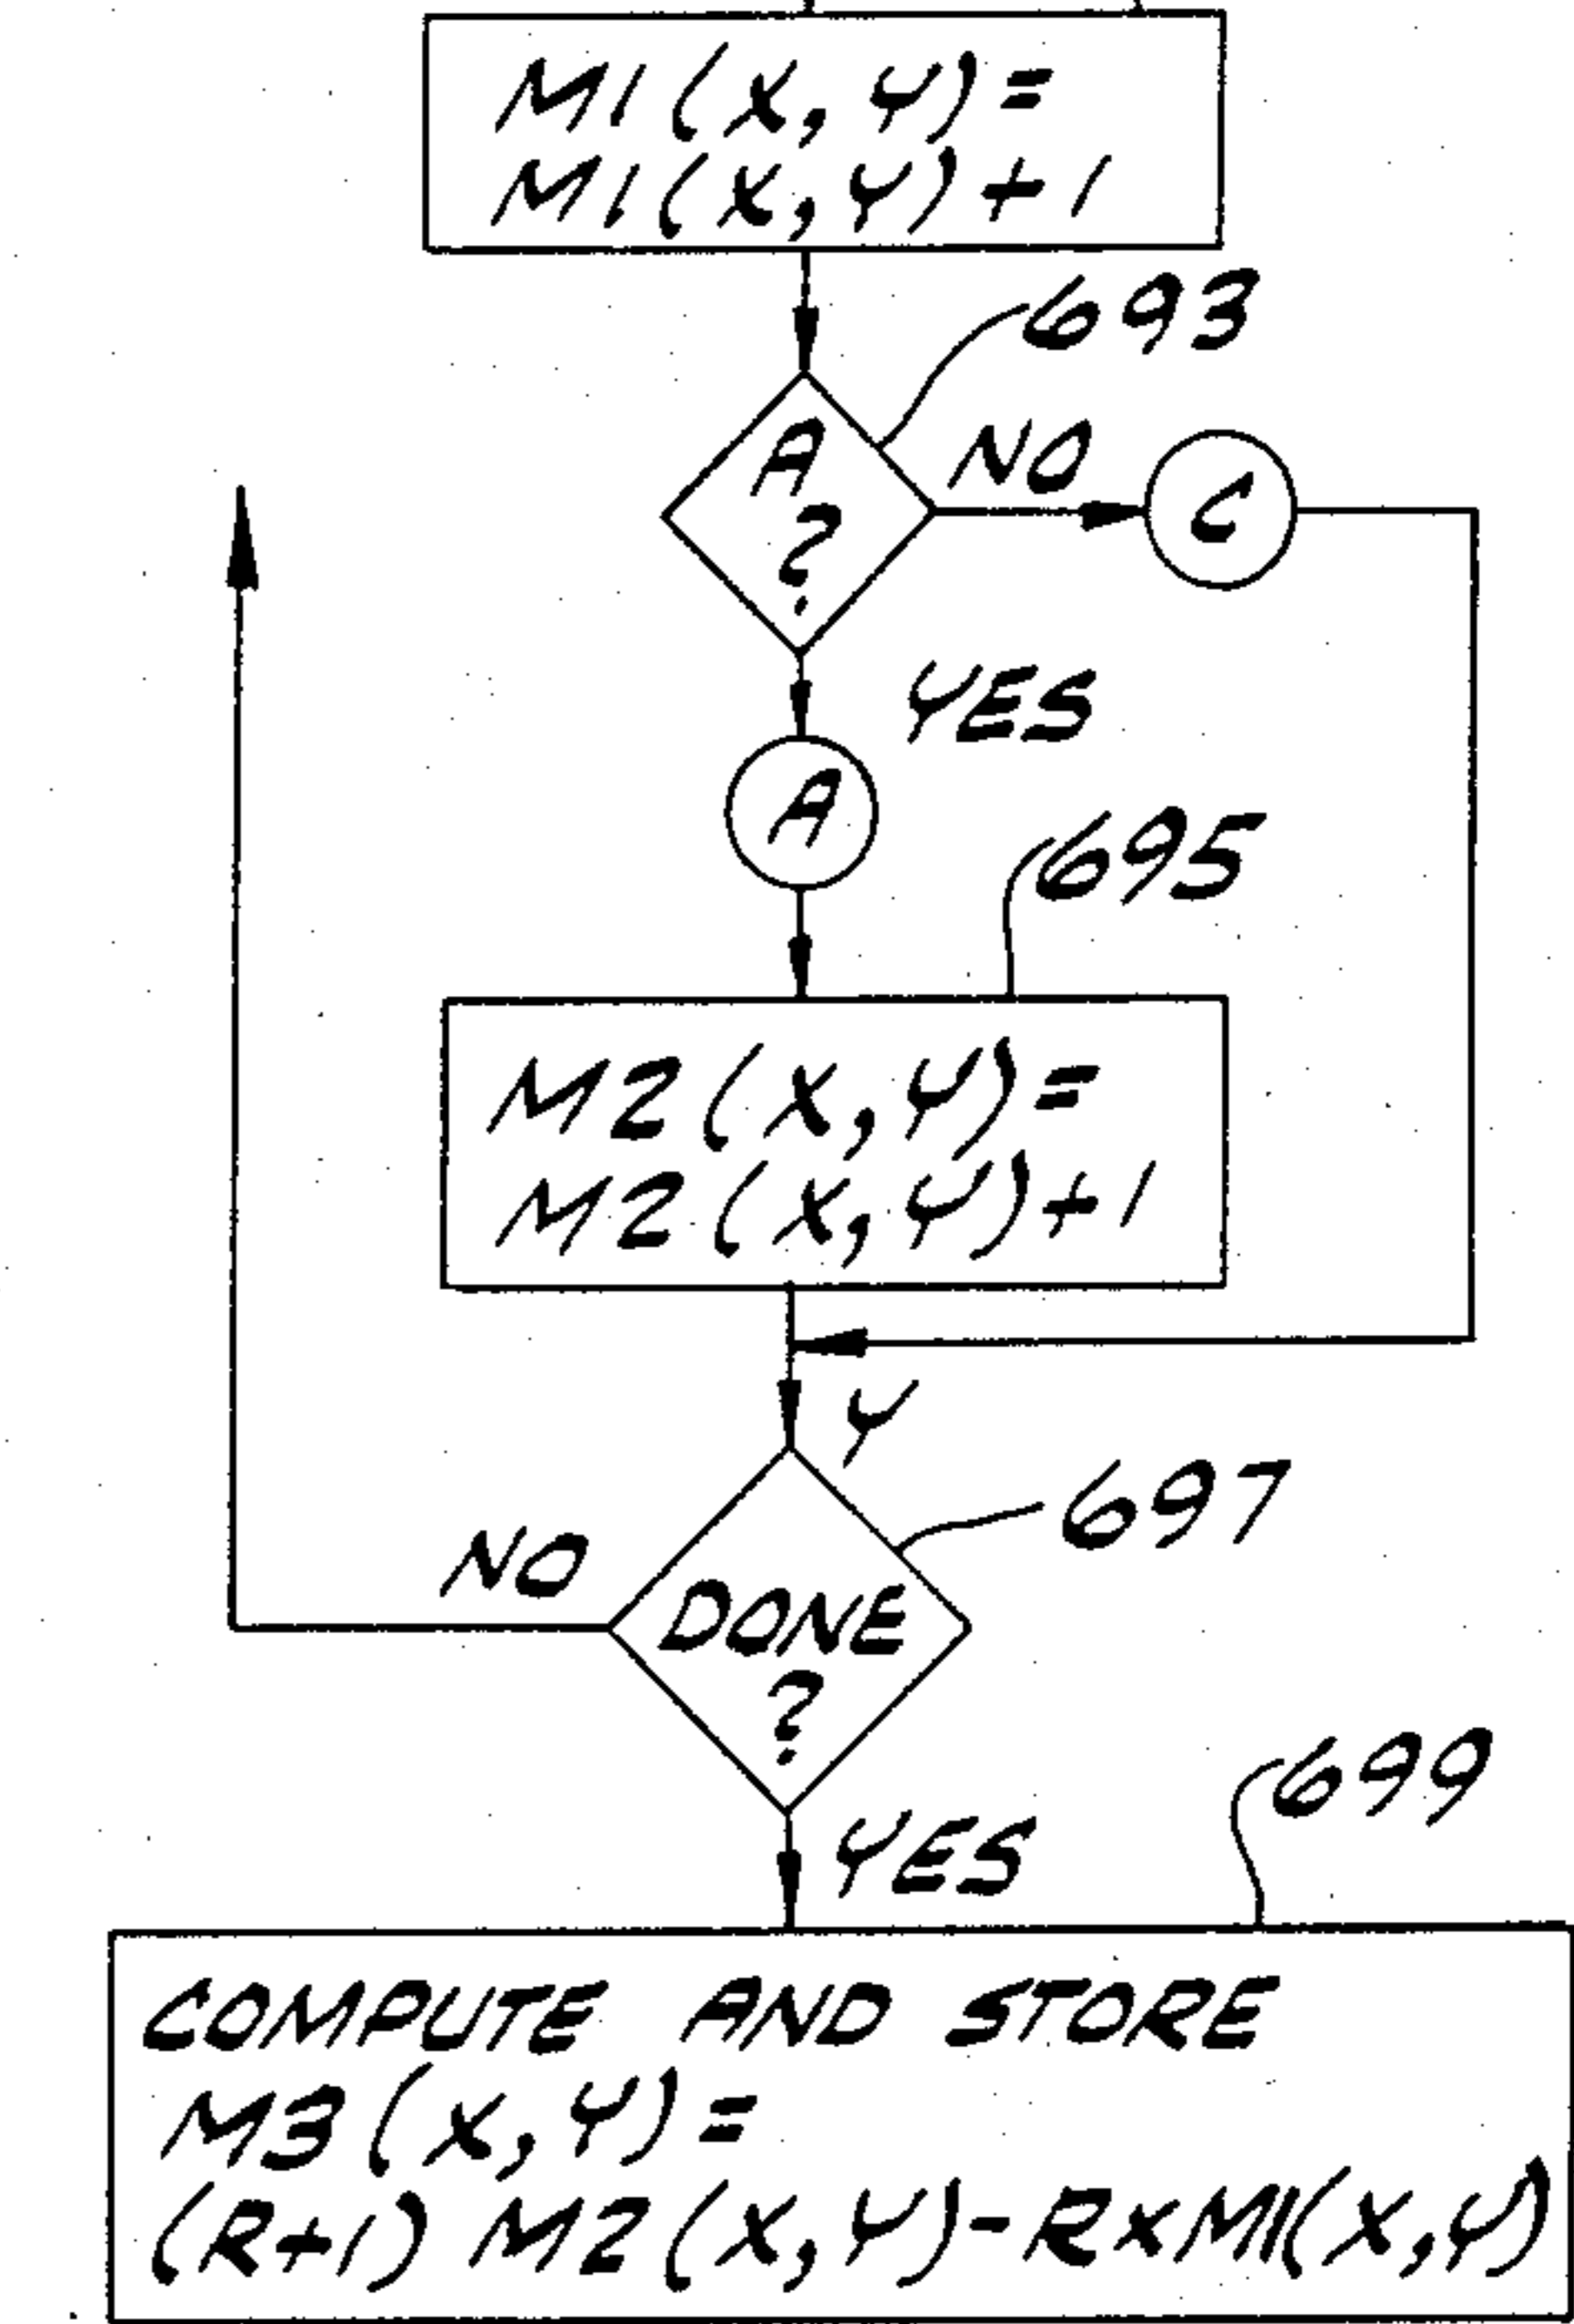 M1(X,Y)=
M1(X,Y)+1
693
A
?
NO
C
YES
A
695
M2(X,Y)=
M2(X,Y)+1
Y
697
NO
DONE
?
YES
699
COMPUTE AND STORE
M3(X,Y)=
(R+1) M2(X,Y)-RxM1(X,Y)